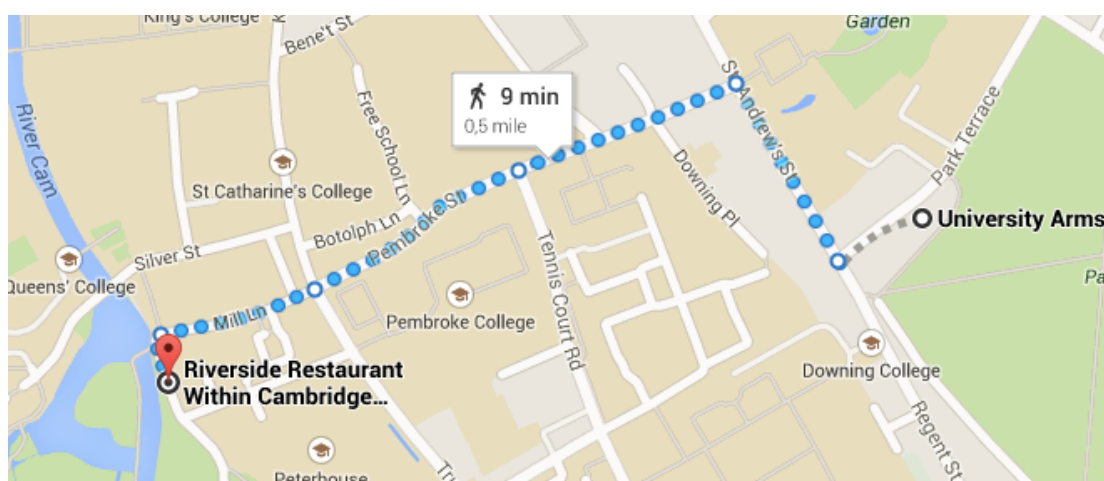 King's College
Bene't St
Garden
River Cam
9 min
0,5 mile
St Andrew's St
Free School Ln
Park Terrace
St Catharine's College
Downing Pl
Botolph Ln
Pembroke St
University Arms
Silver St
Tennis Court Rd
Queens' College
Mill Ln
Pembroke College
Riverside Restaurant
Within Cambridge...
Downing College
Regent St
Peterhouse